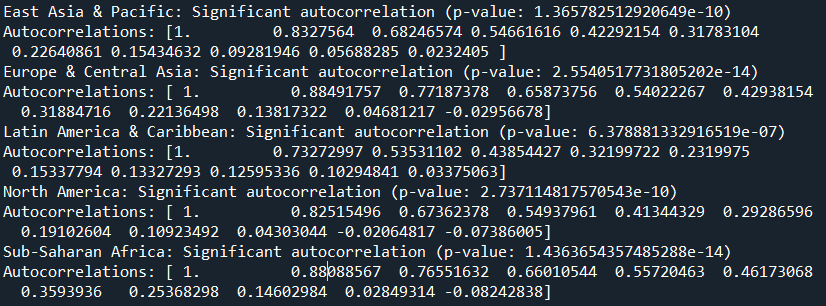 East Asia & Pacific: Significant autocorrelation (p-value: 1.365782512920649e-10)
Autocorrelations: [1.         0.8327564  0.68246574 0.54661616 0.42292154 0.31783104
 0.22640861 0.15434632 0.09281946 0.05688285 0.0232405 ]
Europe & Central Asia: Significant autocorrelation (p-value: 2.5540517731805202e-14)
Autocorrelations: [ 1.          0.88491757  0.77187378  0.65873756  0.54022267  0.42938154
  0.31884716  0.22136498  0.13817322  0.04681217 -0.02956678]
Latin America & Caribbean: Significant autocorrelation (p-value: 6.378881332916519e-07)
Autocorrelations: [1.         0.73272997 0.53531102 0.43854427 0.32199722 0.2319975
 0.15337794 0.13327293 0.12595336 0.10294841 0.03375063]
North America: Significant autocorrelation (p-value: 2.737114817570543e-10)
Autocorrelations: [ 1.          0.82515496  0.67362378  0.54937961  0.41344329  0.29286596
  0.19102604  0.10923492  0.04303044 -0.02064817 -0.07386005]
Sub-Saharan Africa: Significant autocorrelation (p-value: 1.4363654357485288e-14)
Autocorrelations: [ 1.          0.88088567  0.76551632  0.66010544  0.55720463  0.46173068
  0.3593936   0.25368298  0.14602984  0.02849314 -0.08242838]